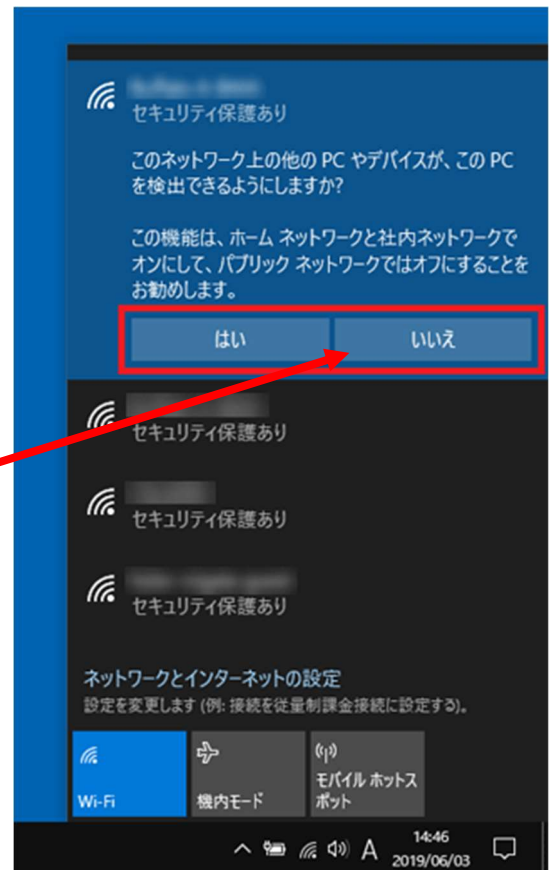 セキュリティ保護あり
このネットワーク上の他の PC やデバイスが、この PC
を検出できるようにしますか?
この機能は、ホーム ネットワークと社内ネットワークで
オンにして、パブリック ネットワークではオフにすることを
お勧めします。
はい いいえ
セキュリティ保護あり
セキュリティ保護あり
セキュリティ保護あり
ネットワークとインターネットの設定
設定を変更します (例: 接続を従量制課金接続に設定する)。
Wi-Fi 機内モード モバイル ホットス
ポット
A 14:46
2019/06/03